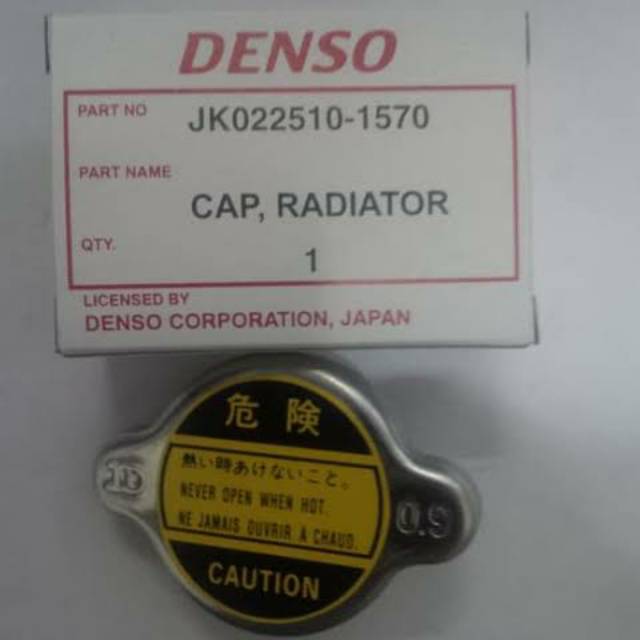 DENSO
PART NO JK022510-1570
PART NAME
CAP, RADIATOR
QTY.
1
LICENSED BY
DENSO CORPORATION, JAPAN
危険
熱い時あけないこと。
NEVER OPEN WHEN HOT.
NE JAMAIS OUVRIR À CHAUD.
CAUTION
0.9